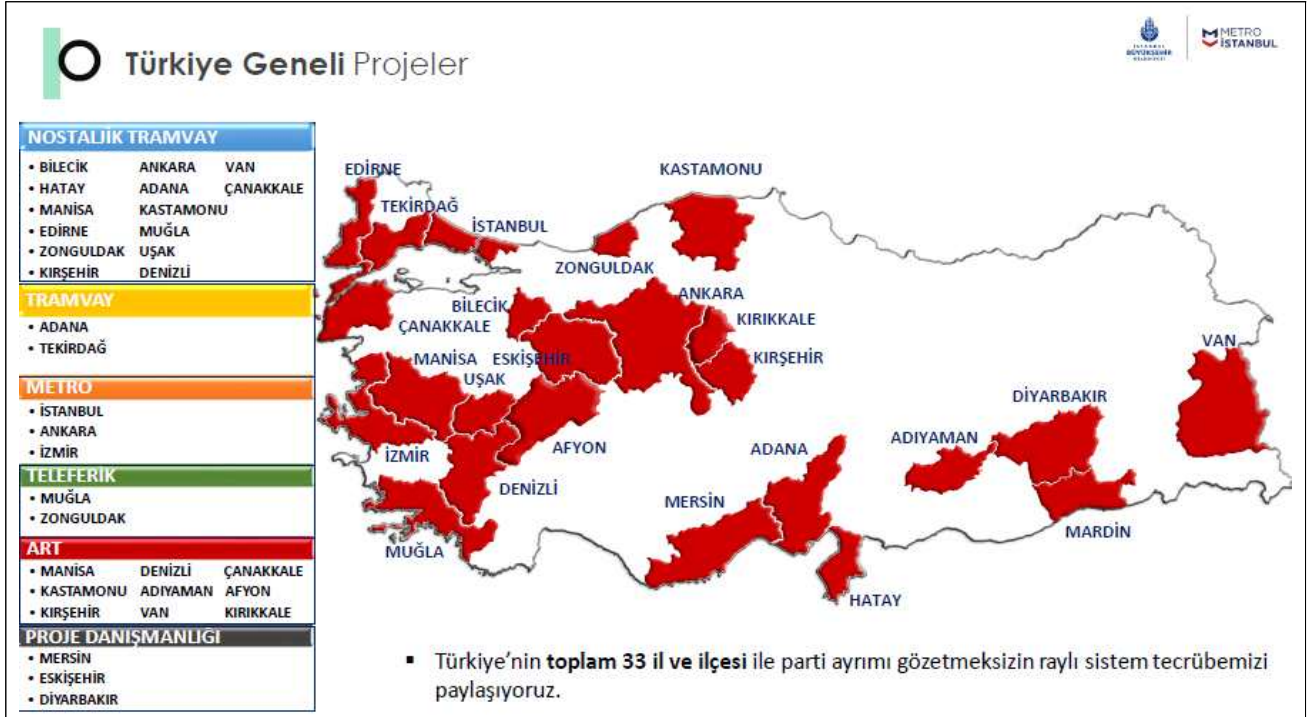 Türkiye Geneli Projeler
İSTANBUL
BÜYÜKŞEHİR
BELEDİYESİ
METRO
İSTANBUL
NOSTALJİK TRAMVAY
• BİLECİK ANKARA VAN
• HATAY ADANA ÇANAKKALE
• MANİSA KASTAMONU
• EDİRNE MUĞLA
• ZONGULDAK UŞAK
• KIRŞEHİR DENİZLİ
TRAMVAY
• ADANA
• TEKİRDAĞ
METRO
• İSTANBUL
• ANKARA
• İZMİR
TELEFERİK
• MUĞLA
• ZONGULDAK
ART
• MANİSA DENİZLİ ÇANAKKALE
• KASTAMONU ADIYAMAN AFYON
• KIRŞEHİR VAN KIRIKKALE
PROJE DANIŞMANLIĞI
• MERSİN
• ESKİŞEHİR
• DİYARBAKIR
EDİRNE
KASTAMONU
TEKİRDAĞ
İSTANBUL
ZONGULDAK
BİLECİK
ANKARA
ÇANAKKALE
KIRIKKALE
VAN
MANİSA
ESKİŞEHİR
KIRŞEHİR
UŞAK
DİYARBAKIR
ADIYAMAN
İZMİR
AFYON
ADANA
DENİZLİ
MERSİN
MARDİN
MUĞLA
HATAY
▪ Türkiye’nin toplam 33 il ve ilçesi ile parti ayrımı gözetmeksizin raylı sistem tecrübemizi
paylaşıyoruz.